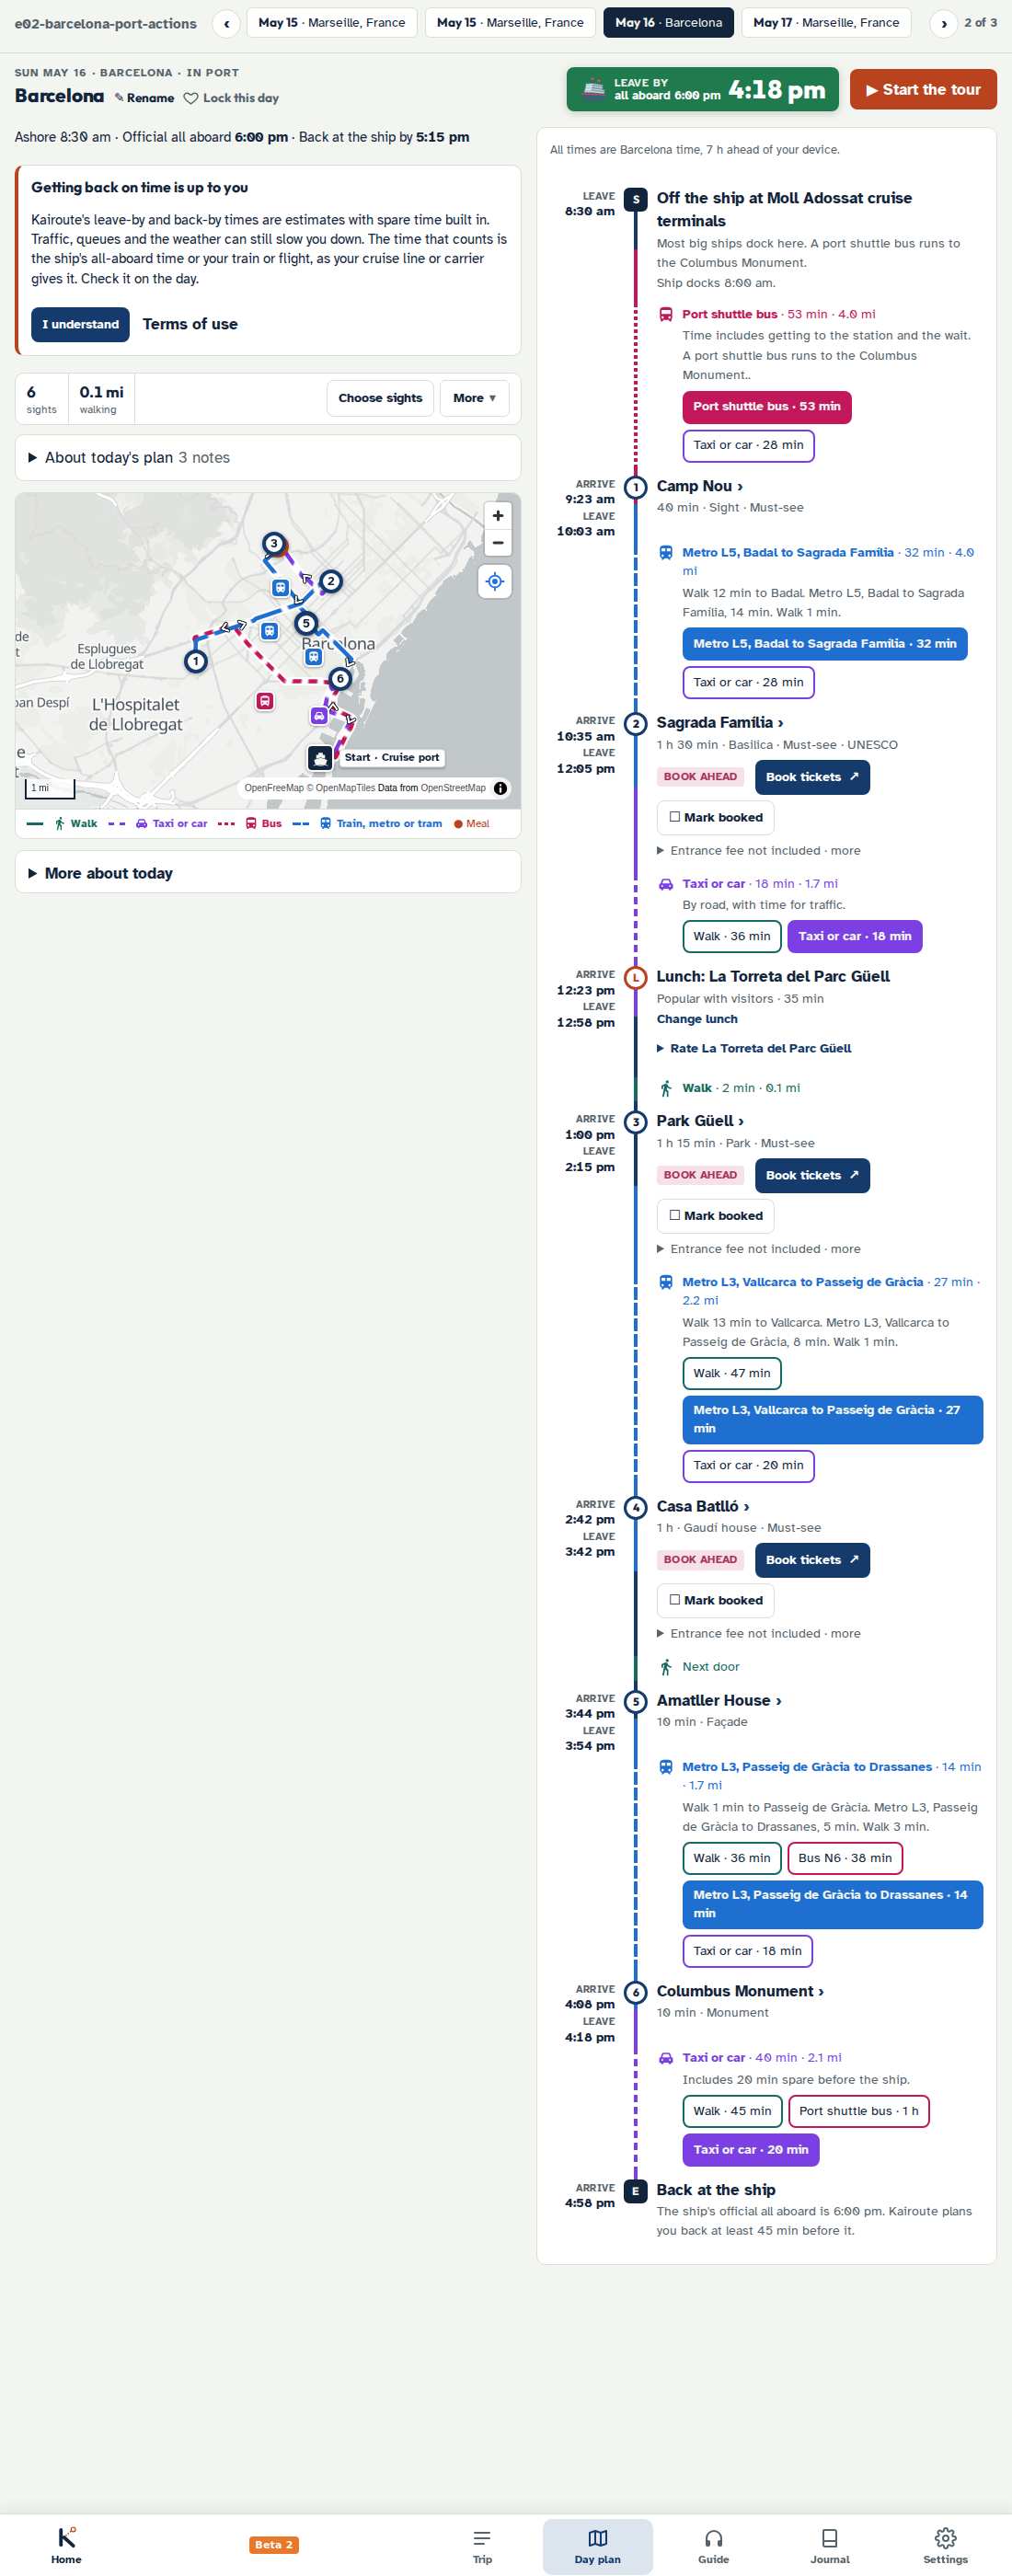 e02-barcelona-port-actions
‹
May 15 · Marseille, France
May 15 · Marseille, France
May 16 · Barcelona
May 17 · Marseille, France
›
2 of 3
SUN MAY 16 · BARCELONA · IN PORT
Barcelona ✎ Rename Lock this day
LEAVE BY
all aboard 6:00 pm 4:18 pm
▶ Start the tour
Ashore 8:30 am · Official all aboard 6:00 pm · Back at the ship by 5:15 pm
Getting back on time is up to you
Kairoute's leave-by and back-by times are estimates with spare time built in.
Traffic, queues and the weather can still slow you down. The time that counts is
the ship's all-aboard time or your train or flight, as your cruise line or carrier
gives it. Check it on the day.
I understand
Terms of use
6
sights
0.1 mi
walking
Choose sights
More ▾
▶ About today's plan 3 notes
+
−
3
2
5
1
6
Barcelona
de
t
Esplugues
de Llobregat
oan Despí
L'Hospitalet
de Llobregat
e
t
Start · Cruise port
1 mi
OpenFreeMap © OpenMapTiles Data from OpenStreetMap
Walk
Taxi or car
Bus
Train, metro or tram
Meal
▶ More about today
All times are Barcelona time, 7 h ahead of your device.
LEAVE
8:30 am
S
Off the ship at Moll Adossat cruise
terminals
Most big ships dock here. A port shuttle bus runs to
the Columbus Monument.
Ship docks 8:00 am.
Port shuttle bus · 53 min · 4.0 mi
Time includes getting to the station and the wait.
A port shuttle bus runs to the Columbus
Monument..
Port shuttle bus · 53 min
Taxi or car · 28 min
ARRIVE
9:23 am
LEAVE
10:03 am
1
Camp Nou ›
40 min · Sight · Must-see
Metro L5, Badal to Sagrada Família · 32 min · 4.0
mi
Walk 12 min to Badal. Metro L5, Badal to Sagrada
Família, 14 min. Walk 1 min.
Metro L5, Badal to Sagrada Família · 32 min
Taxi or car · 28 min
ARRIVE
10:35 am
LEAVE
12:05 pm
2
Sagrada Família ›
1 h 30 min · Basilica · Must-see · UNESCO
BOOK AHEAD
Book tickets ↗
Mark booked
▶ Entrance fee not included · more
Taxi or car · 18 min · 1.7 mi
By road, with time for traffic.
Walk · 36 min
Taxi or car · 18 min
ARRIVE
12:23 pm
LEAVE
12:58 pm
L
Lunch: La Torreta del Parc Güell
Popular with visitors · 35 min
Change lunch
▶ Rate La Torreta del Parc Güell
Walk · 2 min · 0.1 mi
ARRIVE
1:00 pm
LEAVE
2:15 pm
3
Park Güell ›
1 h 15 min · Park · Must-see
BOOK AHEAD
Book tickets ↗
Mark booked
▶ Entrance fee not included · more
Metro L3, Vallcarca to Passeig de Gràcia · 27 min ·
2.2 mi
Walk 13 min to Vallcarca. Metro L3, Vallcarca to
Passeig de Gràcia, 8 min. Walk 1 min.
Walk · 47 min
Metro L3, Vallcarca to Passeig de Gràcia · 27
min
Taxi or car · 20 min
ARRIVE
2:42 pm
LEAVE
3:42 pm
4
Casa Batlló ›
1 h · Gaudí house · Must-see
BOOK AHEAD
Book tickets ↗
Mark booked
▶ Entrance fee not included · more
Next door
ARRIVE
3:44 pm
LEAVE
3:54 pm
5
Amatller House ›
10 min · Façade
Metro L3, Passeig de Gràcia to Drassanes · 14 min
· 1.7 mi
Walk 1 min to Passeig de Gràcia. Metro L3, Passeig
de Gràcia to Drassanes, 5 min. Walk 3 min.
Walk · 36 min
Bus N6 · 38 min
Metro L3, Passeig de Gràcia to Drassanes · 14
min
Taxi or car · 18 min
ARRIVE
4:08 pm
LEAVE
4:18 pm
6
Columbus Monument ›
10 min · Monument
Taxi or car · 40 min · 2.1 mi
Includes 20 min spare before the ship.
Walk · 45 min
Port shuttle bus · 1 h
Taxi or car · 20 min
ARRIVE
4:58 pm
E
Back at the ship
The ship's official all aboard is 6:00 pm. Kairoute plans
you back at least 45 min before it.
Home
Beta 2
Trip
Day plan
Guide
Journal
Settings